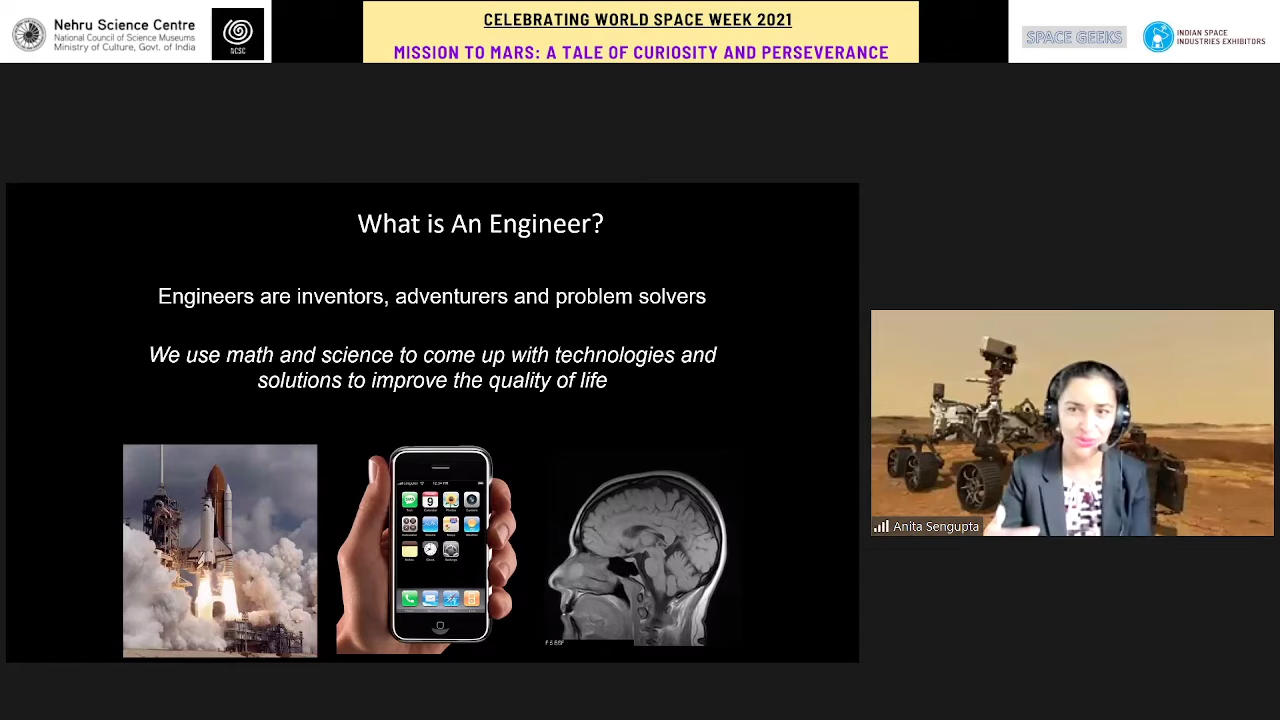 Nehru Science Centre
National Council of Science Museums
Ministry of Culture, Govt. of India
NCSC
CELEBRATING WORLD SPACE WEEK 2021
MISSION TO MARS: A TALE OF CURIOSITY AND PERSEVERANCE
SPACE GEEKS
INDIAN SPACE
INDUSTRIES EXHIBITORS
What is An Engineer?
Engineers are inventors, adventurers and problem solvers
We use math and science to come up with technologies and
solutions to improve the quality of life
9
Anita Sengupta